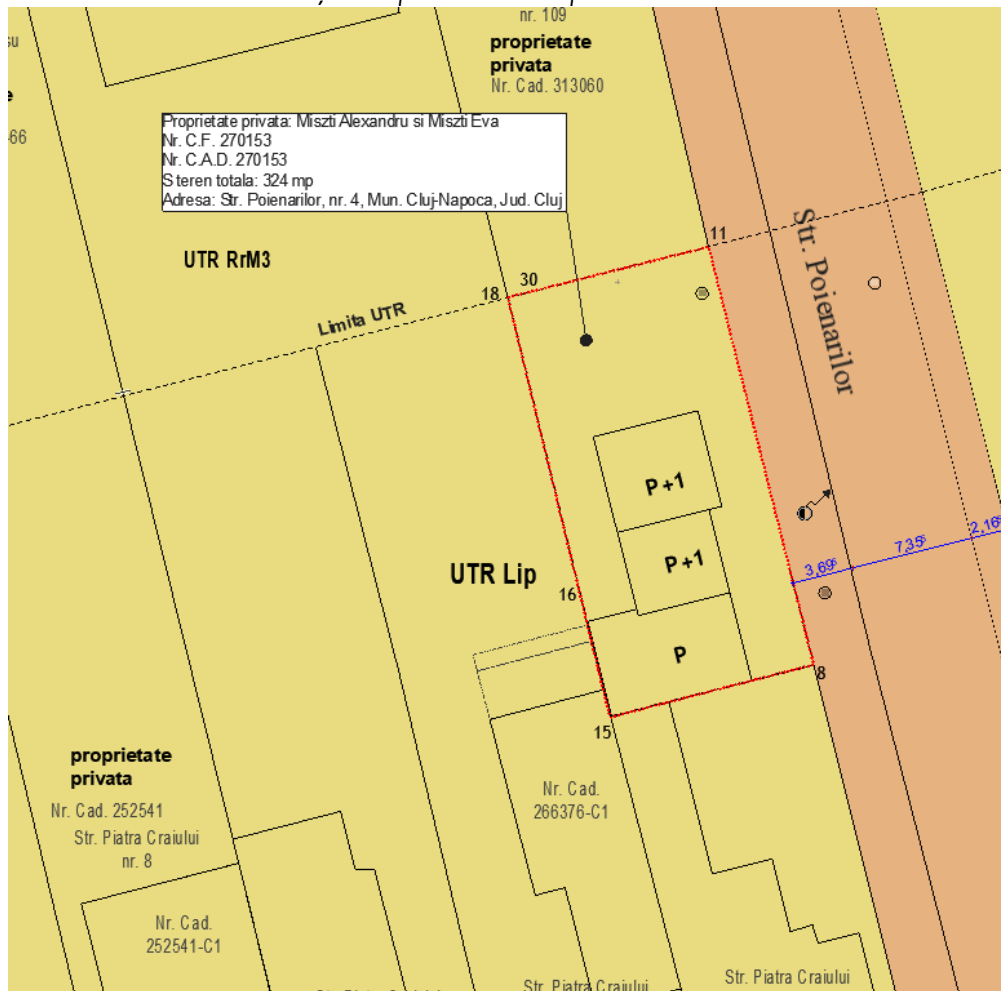 nr. 109
proprietate
privata
Nr. Cad. 313060
66
Proprietate privata: Miszti Alexandru si Miszti Eva
Nr. C.F. 270153
Nr. C.A.D. 270153
S teren totala: 324 mp
Adresa: Str. Poienarilor, nr. 4, Mun. Cluj-Napoca, Jud. Cluj
11
Str. Poienarilor
UTR RrM3
18
30
Limita UTR
P+1
P+1
2,16⁵
7,35⁵
3,69⁵
UTR Lip
16
P
8
15
proprietate
privata
Nr. Cad. 252541
Str. Piatra Craiului
nr. 8
Nr. Cad.
266376-C1
Nr. Cad.
252541-C1
Str. Piatra Craiului
Str. Piatra Craiului